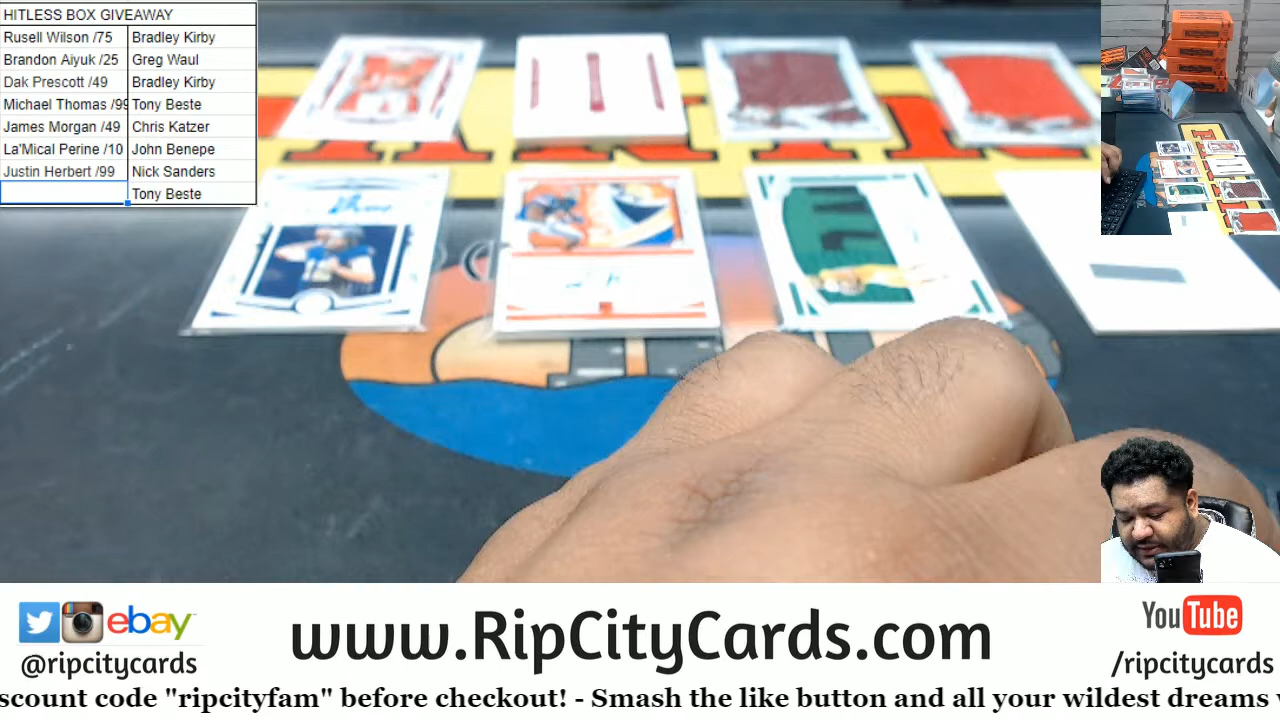 HITLESS BOX GIVEAWAY
Rusell Wilson /75 Bradley Kirby
Brandon Aiyuk /25 Greg Waul
Dak Prescott /49 Bradley Kirby
Michael Thomas /99 Tony Beste
James Morgan /49 Chris Katzer
La'Mical Perine /10 John Benepe
Justin Herbert /99 Nick Sanders
Tony Beste
ebay
@ripcitycards
www.RipCityCards.com
YouTube
/ripcitycards
scount code "ripcityfam" before checkout! - Smash the like button and all your wildest dreams